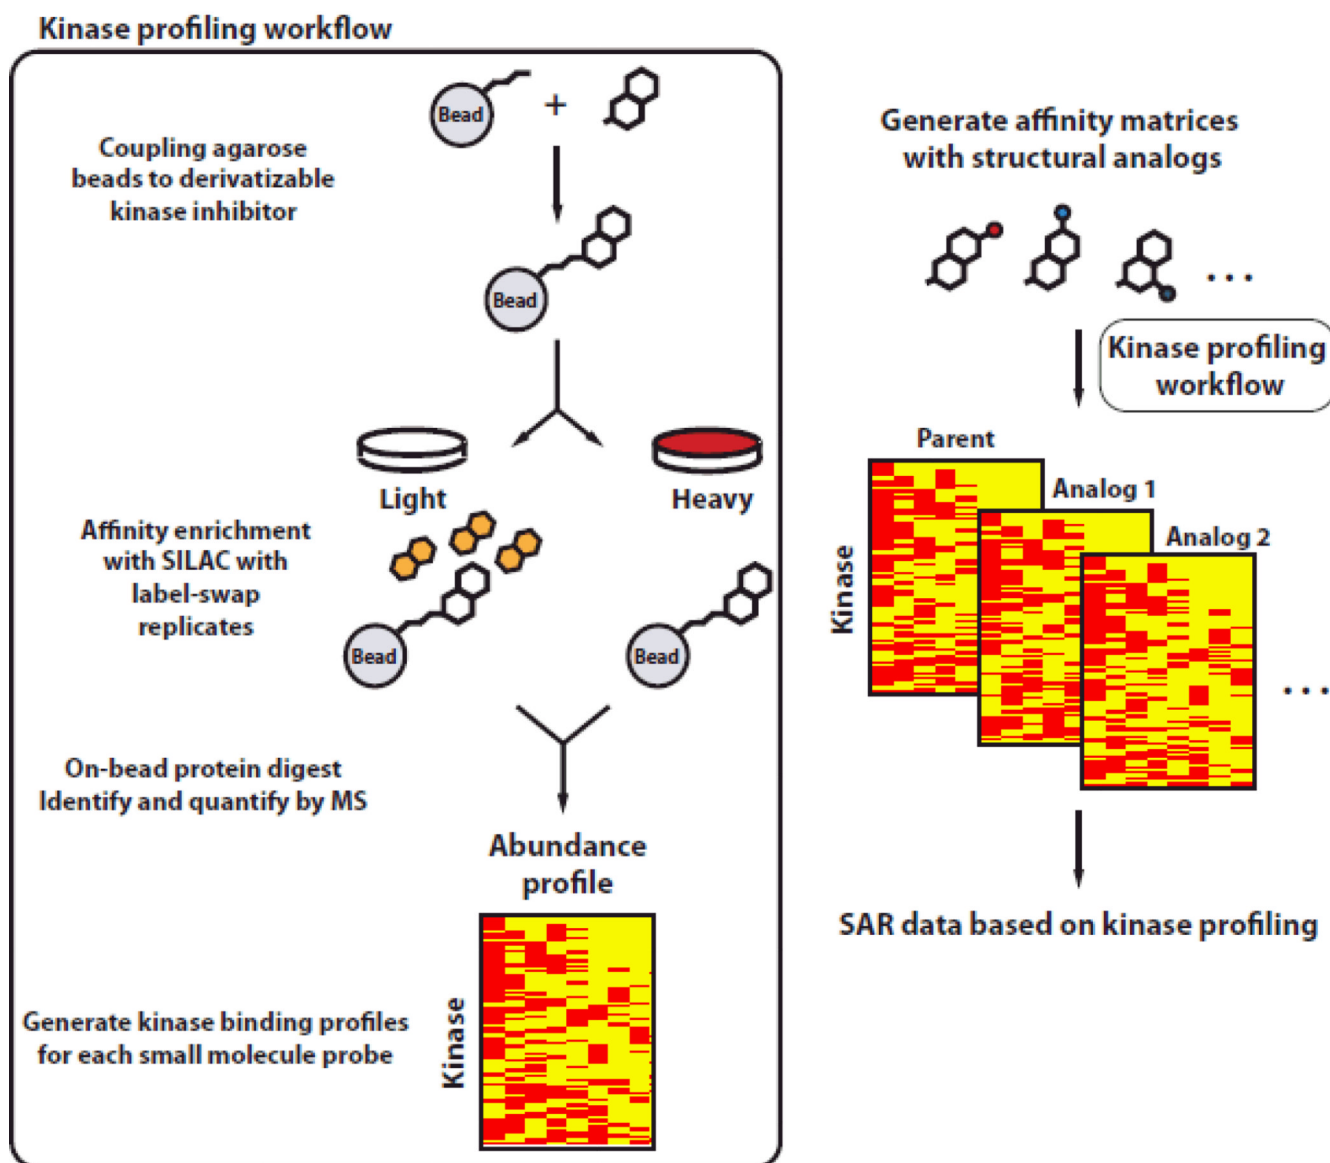 Kinase profiling workflow
Bead
+
Coupling agarose
beads to derivatizable
kinase inhibitor
Bead
Light
Heavy
Affinity enrichment
with SILAC with
label-swap
replicates
Bead
Bead
On-bead protein digest
Identify and quantify by MS
Abundance
profile
Kinase
Generate kinase binding profiles
for each small molecule probe
Generate affinity matrices
with structural analogs
...
Kinase profiling
workflow
Parent
Analog 1
Analog 2
Kinase
...
SAR data based on kinase profiling